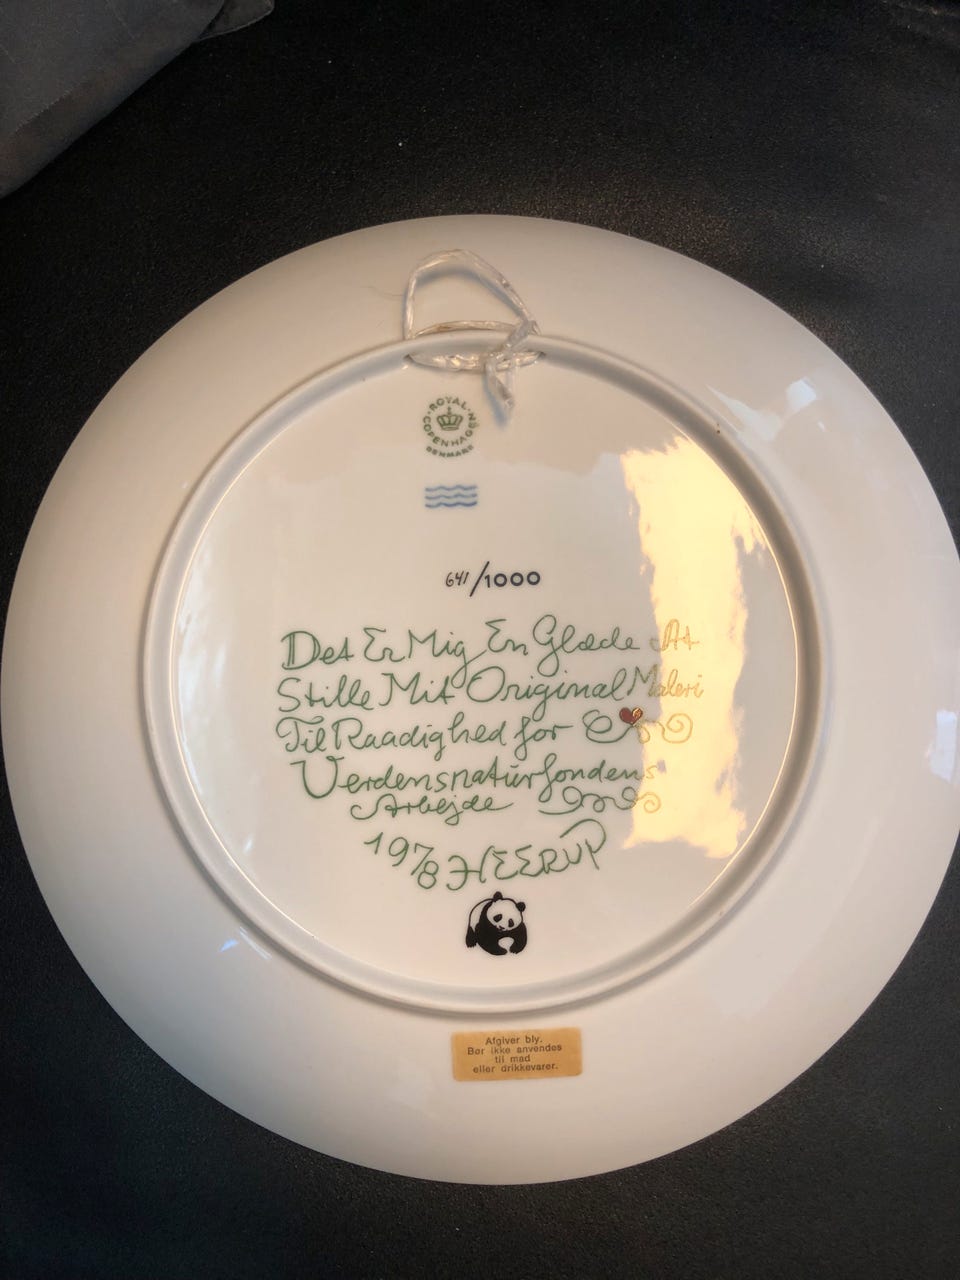 ROYAL COPENHAGEN
DENMARK
641/1000
Det Er Mig En Glæde At
Stille Mit Original Maleri
Til Raadighed for
Verdensnaturfondens
Arbejde
1978 HEERUP
Afgiver bly.
Bør ikke anvendes
til mad
eller drikkevarer.